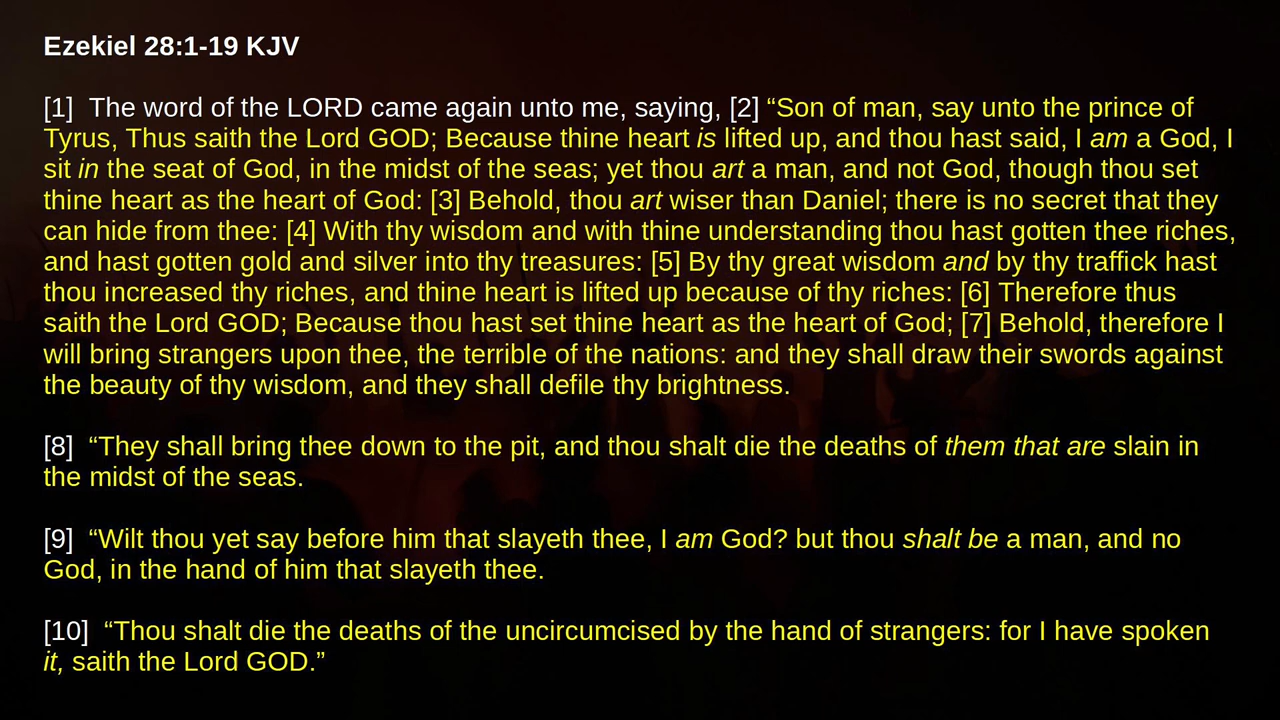 Ezekiel 28:1-19 KJV
[1]  The word of the LORD came again unto me, saying, [2] “Son of man, say unto the prince of
Tyrus, Thus saith the Lord GOD; Because thine heart is lifted up, and thou hast said, I am a God, I
sit in the seat of God, in the midst of the seas; yet thou art a man, and not God, though thou set
thine heart as the heart of God: [3] Behold, thou art wiser than Daniel; there is no secret that they
can hide from thee: [4] With thy wisdom and with thine understanding thou hast gotten thee riches,
and hast gotten gold and silver into thy treasures: [5] By thy great wisdom and by thy traffick hast
thou increased thy riches, and thine heart is lifted up because of thy riches: [6] Therefore thus
saith the Lord GOD; Because thou hast set thine heart as the heart of God; [7] Behold, therefore I
will bring strangers upon thee, the terrible of the nations: and they shall draw their swords against
the beauty of thy wisdom, and they shall defile thy brightness.
[8]  “They shall bring thee down to the pit, and thou shalt die the deaths of them that are slain in
the midst of the seas.
[9]  “Wilt thou yet say before him that slayeth thee, I am God? but thou shalt be a man, and no
God, in the hand of him that slayeth thee.
[10]  “Thou shalt die the deaths of the uncircumcised by the hand of strangers: for I have spoken
it, saith the Lord GOD.”